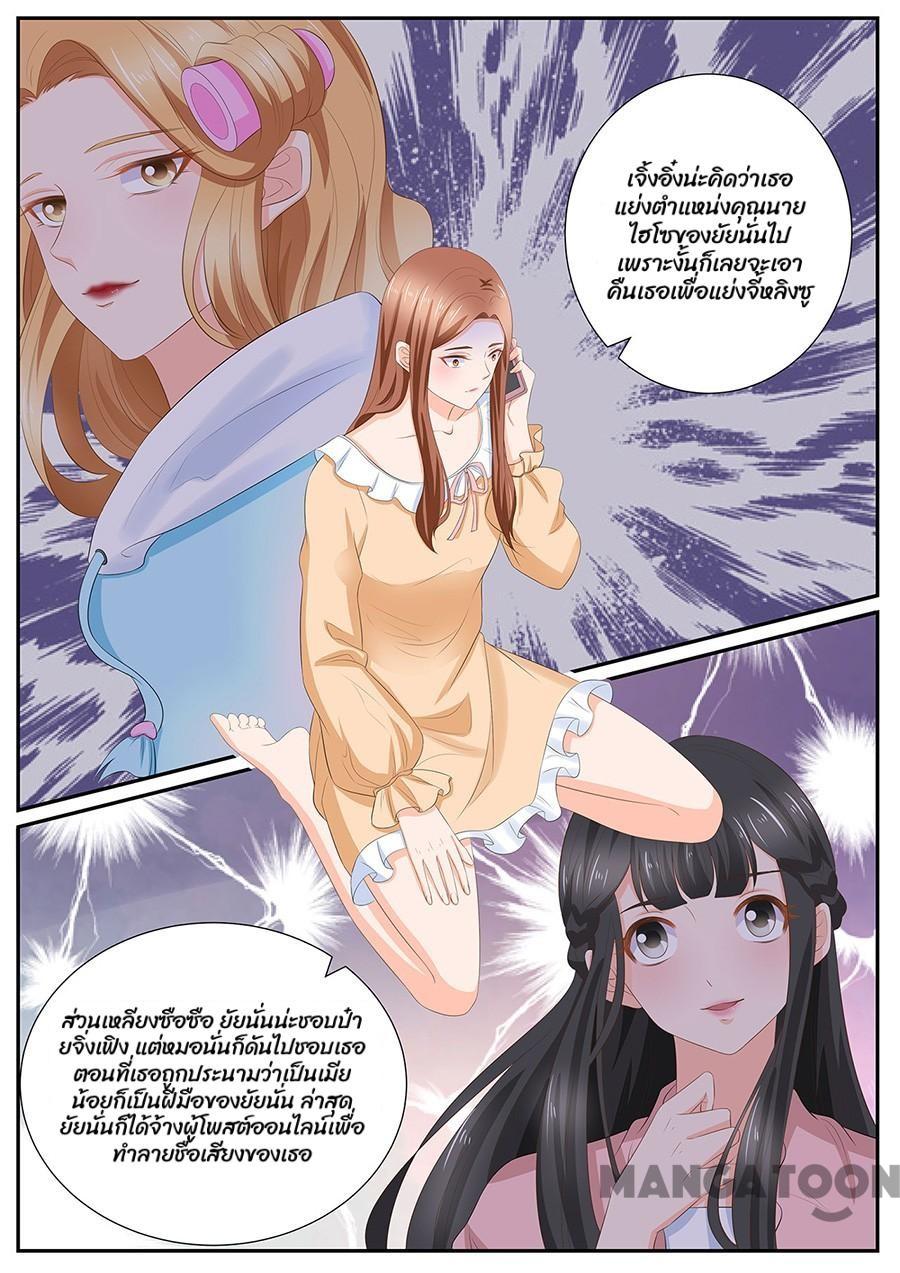 เจิ้งอิ๋งน่ะคิดว่าเธอ
แย่งตำแหน่งคุณนาย
ไฮโซของยัยนั่นไป
เพราะงั้นก็เลยจะเอา
คืนเธอเพื่อแย่งจี้หลิงซู
ส่วนเหลียงซือซือ ยัยนั่นน่ะชอบป๋า
ยจิ่งเฟิง แต่หมอนั่นก็ดันไปชอบเธอ
ตอนที่เธอถูกประนามว่าเป็นเมีย
น้อยก็เป็นฝีมือของยัยนั่น ล่าสุด
ยัยนั่นก็ได้จ้างผู้โพสต์ออนไลน์เพื่อ
ทำลายชื่อเสียงของเธอ
MANGATOON